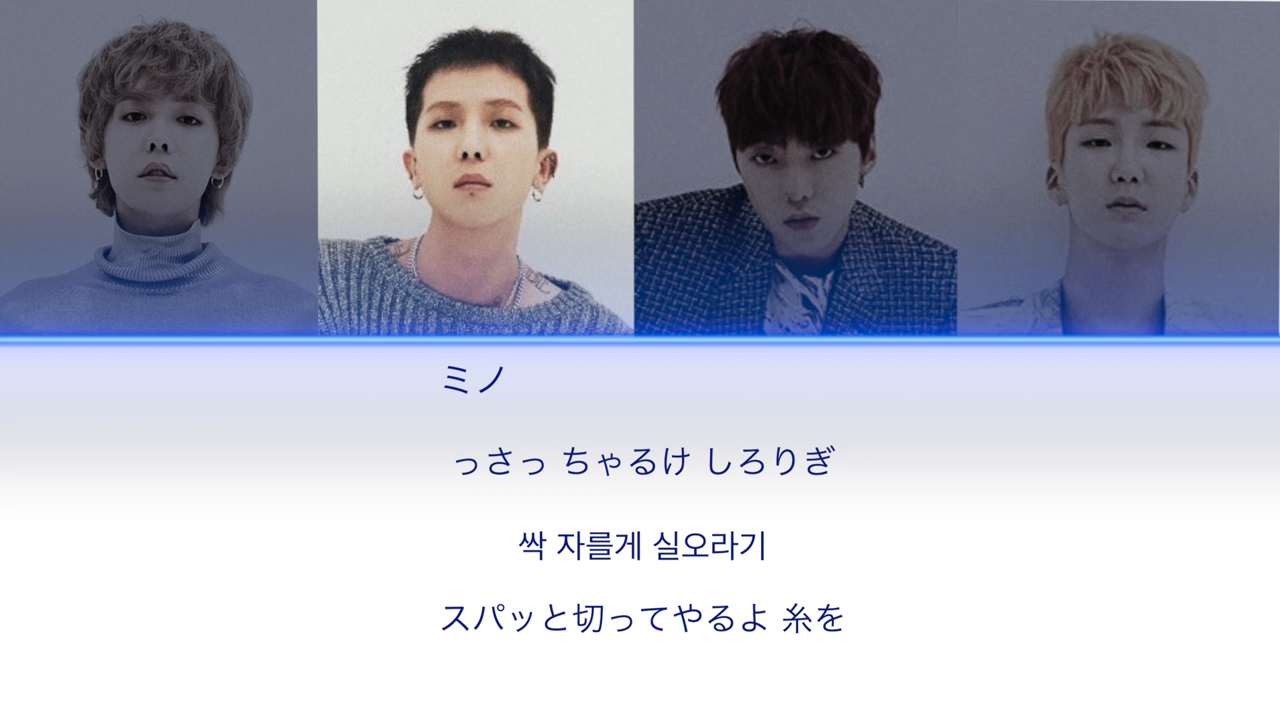 ミノ
っさっ ちゃるけ しろりぎ
싹 자를게 실오라기
スパッと切ってやるよ 糸を